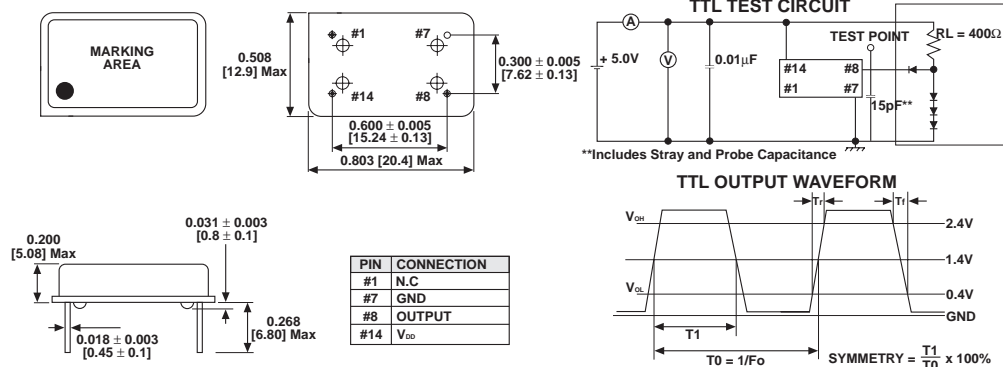 MARKING
AREA
0.508
[12.9] Max
#1
#7
#14
#8
0.300 ± 0.005
[7.62 ± 0.13]
0.600 ± 0.005
[15.24 ± 0.13]
0.803 [20.4] Max
TTL TEST CIRCUIT
A
+ 5.0V
V
0.01µF
TEST POINT
RL = 400Ω
#14 #8
#1 #7
15pF**
**Includes Stray and Probe Capacitance
0.200
[5.08] Max
0.031 ± 0.003
[0.8 ± 0.1]
0.018 ± 0.003
[0.45 ± 0.1]
0.268
[6.80] Max
PIN CONNECTION
#1 N.C
#7 GND
#8 OUTPUT
#14 VDD
TTL OUTPUT WAVEFORM
Tr
Tf
VOH
2.4V
1.4V
VOL
0.4V
GND
T1
T0 = 1/Fo
SYMMETRY = T1/T0 x 100%